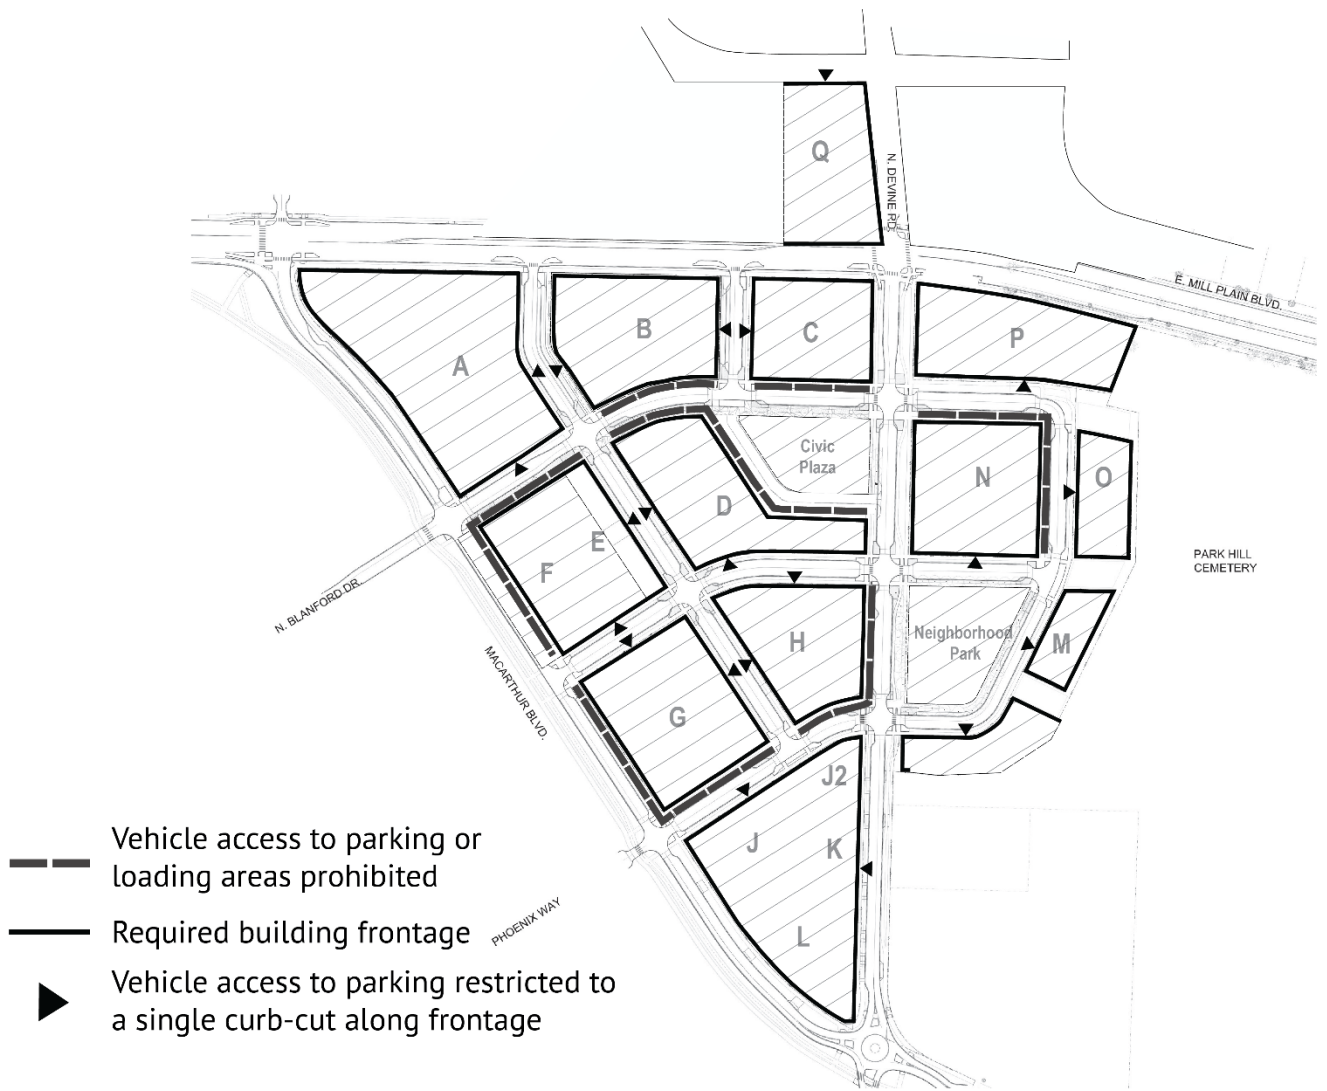 Q
N. DEVINE RD.
E. MILL PLAIN BLVD.
B
C
P
A
Civic
Plaza
N
O
D
E
F
PARK HILL
CEMETERY
N. BLANFORD DR.
Neighborhood
Park
H
M
MACARTHUR BLVD.
G
J2
J
K
L
PHOENIX WAY
Vehicle access to parking or
loading areas prohibited
Required building frontage
Vehicle access to parking restricted to
a single curb-cut along frontage